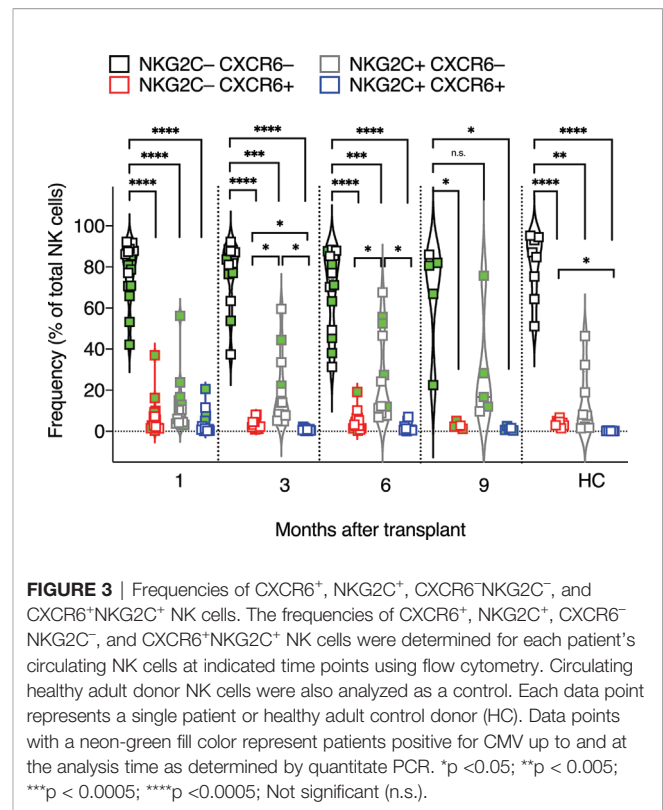 NKG2C– CXCR6– NKG2C+ CXCR6–
NKG2C– CXCR6+ NKG2C+ CXCR6+
**** **** **** * ****
**** *** *** n.s. **
**** **** **** * ****
*
* * * * *
Frequency (% of total NK cells)
100
80
60
40
20
0
1 3 6 9 HC
Months after transplant
FIGURE 3 | Frequencies of CXCR6⁺, NKG2C⁺, CXCR6⁻NKG2C⁻, and
CXCR6⁺NKG2C⁺ NK cells. The frequencies of CXCR6⁺, NKG2C⁺, CXCR6⁻
NKG2C⁻, and CXCR6⁺NKG2C⁺ NK cells were determined for each patient's
circulating NK cells at indicated time points using flow cytometry. Circulating
healthy adult donor NK cells were also analyzed as a control. Each data point
represents a single patient or healthy adult control donor (HC). Data points
with a neon-green fill color represent patients positive for CMV up to and at
the analysis time as determined by quantitate PCR. *p <0.05; **p < 0.005;
***p < 0.0005; ****p <0.0005; Not significant (n.s.).